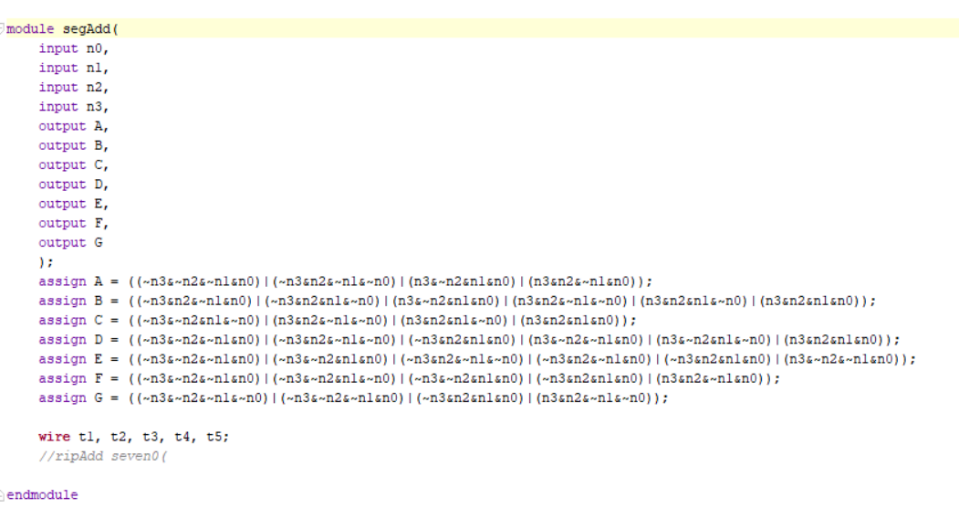 module segAdd(
    input n0,
    input n1,
    input n2,
    input n3,
    output A,
    output B,
    output C,
    output D,
    output E,
    output F,
    output G
    );
    assign A = ((~n3&~n2&~n1&n0)|(~n3&n2&~n1&~n0)|(n3&~n2&n1&n0)|(n3&n2&~n1&n0));
    assign B = ((~n3&n2&~n1&n0)|(~n3&n2&n1&~n0)|(n3&~n2&n1&n0)|(n3&n2&~n1&~n0)|(n3&n2&n1&~n0)|(n3&n2&n1&n0));
    assign C = ((~n3&~n2&n1&~n0)|(n3&n2&~n1&~n0)|(n3&n2&n1&~n0)|(n3&n2&n1&n0));
    assign D = ((~n3&~n2&~n1&n0)|(~n3&n2&~n1&~n0)|(~n3&n2&n1&n0)|(n3&~n2&~n1&n0)|(n3&~n2&n1&~n0)|(n3&n2&n1&n0));
    assign E = ((~n3&~n2&~n1&n0)|(~n3&~n2&n1&n0)|(~n3&n2&~n1&~n0)|(~n3&n2&~n1&n0)|(~n3&n2&n1&n0)|(n3&~n2&~n1&n0));
    assign F = ((~n3&~n2&~n1&n0)|(~n3&~n2&n1&~n0)|(~n3&~n2&n1&n0)|(~n3&n2&n1&n0)|(n3&n2&~n1&n0));
    assign G = ((~n3&~n2&~n1&~n0)|(~n3&~n2&~n1&n0)|(~n3&n2&n1&n0)|(n3&n2&~n1&~n0));
    wire t1, t2, t3, t4, t5;
    //ripAdd seven0(
endmodule